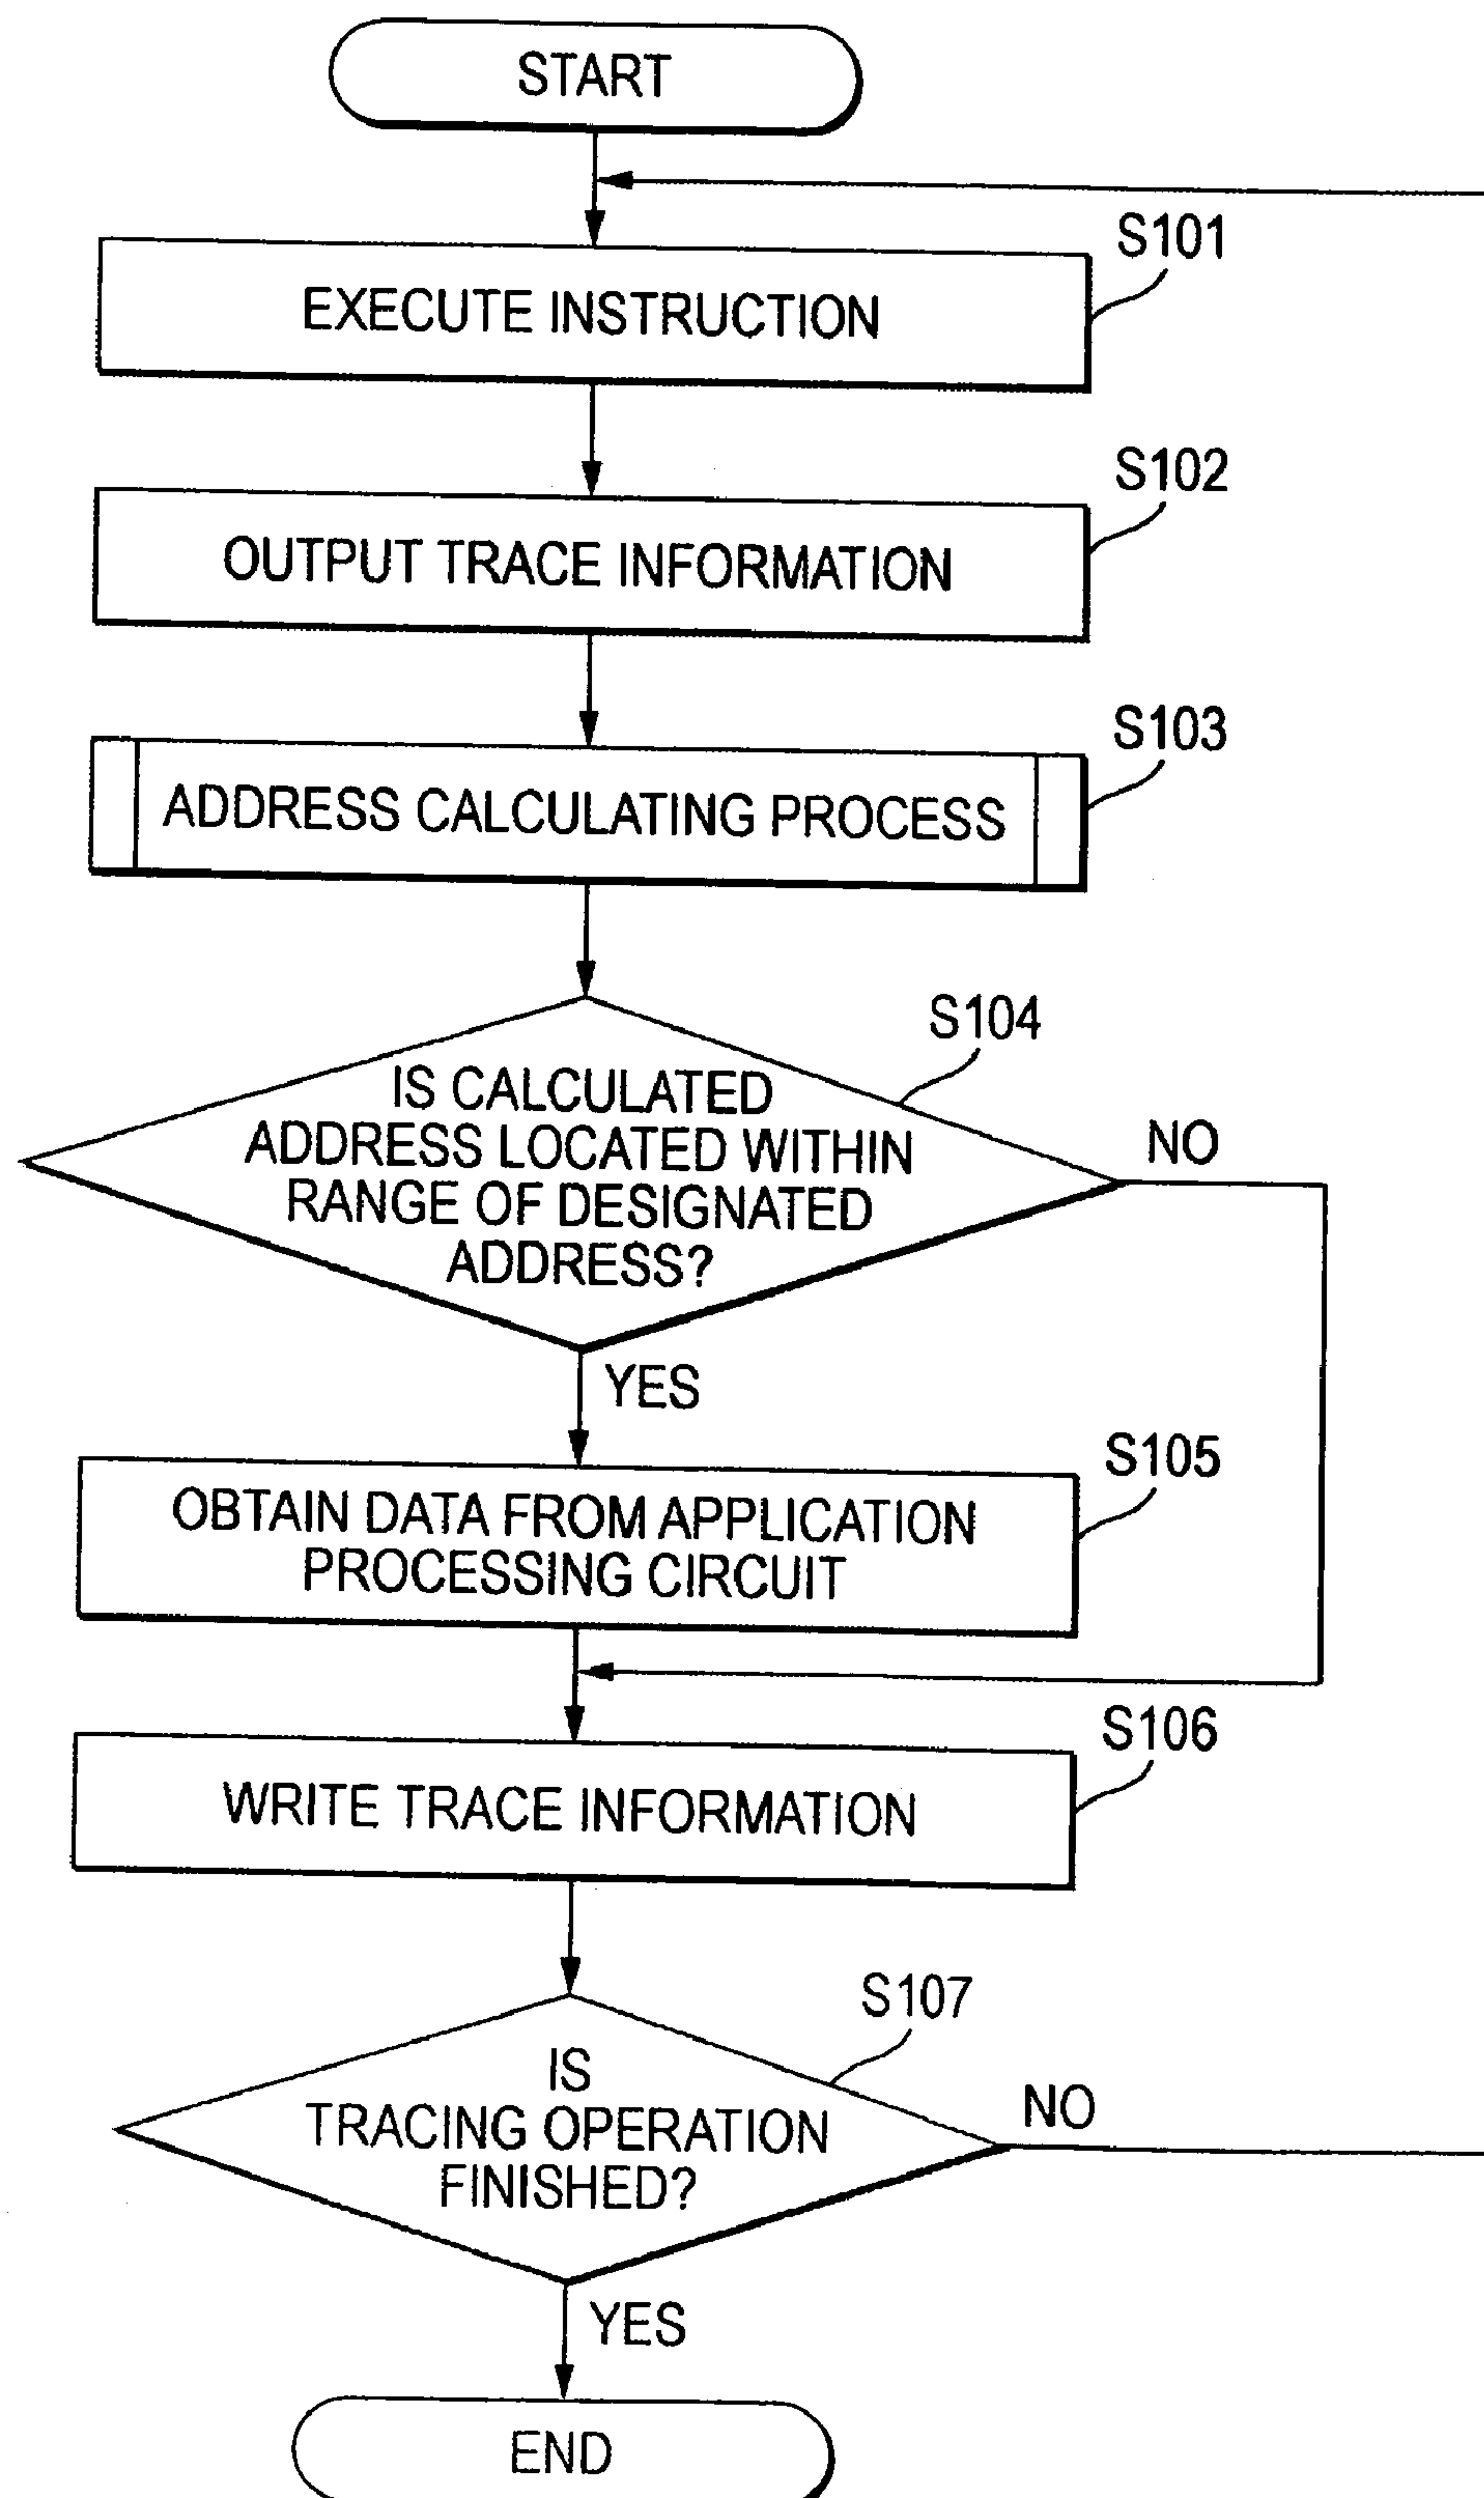 START
S101
EXECUTE INSTRUCTION
S102
OUTPUT TRACE INFORMATION
S103
ADDRESS CALCULATING PROCESS
S104
IS CALCULATED
ADDRESS LOCATED WITHIN
RANGE OF DESIGNATED
ADDRESS?
NO
YES
S105
OBTAIN DATA FROM APPLICATION
PROCESSING CIRCUIT
S106
WRITE TRACE INFORMATION
S107
IS
TRACING OPERATION
FINISHED?
NO
YES
END